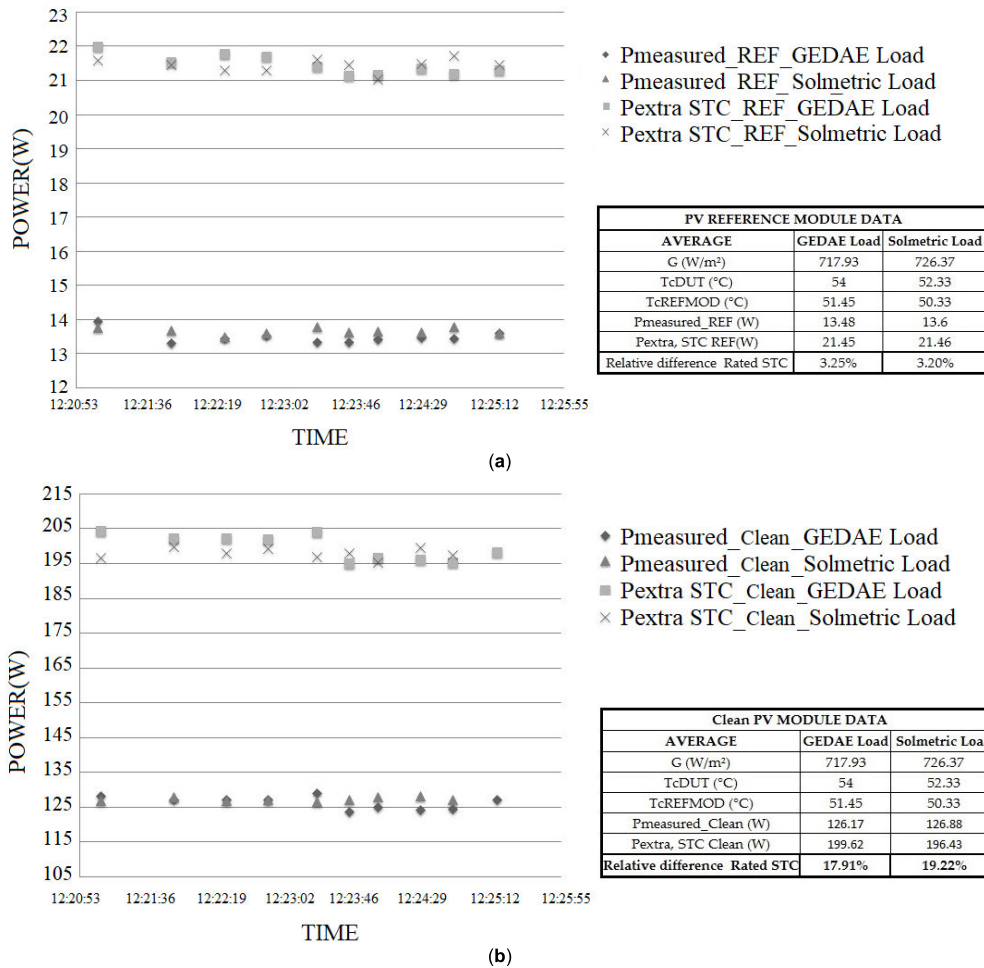 23
22
21
20
19
18
17
16
15
14
13
12
POWER(W)
12:20:53 12:21:36 12:22:19 12:23:02 12:23:46 12:24:29 12:25:12 12:25:55
TIME
Pmeasured_REF_GEDAE Load
Pmeasured_REF_Solmetric Load
Pextra STC_REF_GEDAE Load
Pextra STC_REF_Solmetric Load
PV REFERENCE MODULE DATA
AVERAGE GEDAE Load Solmetric Load
G (W/m²) 717.93 726.37
TcDUT (°C) 54 52.33
TcREFMOD (°C) 51.45 50.33
Pmeasured_REF (W) 13.48 13.6
Pextra, STC REF(W) 21.45 21.46
Relative difference Rated STC 3.25% 3.20%
(a)
215
205
195
185
175
165
155
145
135
125
115
105
POWER(W)
12:20:53 12:21:36 12:22:19 12:23:02 12:23:46 12:24:29 12:25:12 12:25:55
TIME
Pmeasured_Clean_GEDAE Load
Pmeasured_Clean_Solmetric Load
Pextra STC_Clean_GEDAE Load
Pextra STC_Clean_Solmetric Load
Clean PV MODULE DATA
AVERAGE GEDAE Load Solmetric Loa
G (W/m²) 717.93 726.37
TcDUT (°C) 54 52.33
TcREFMOD (°C) 51.45 50.33
Pmeasured_Clean (W) 126.17 126.88
Pextra, STC Clean (W) 199.62 196.43
Relative difference Rated STC 17.91% 19.22%
(b)